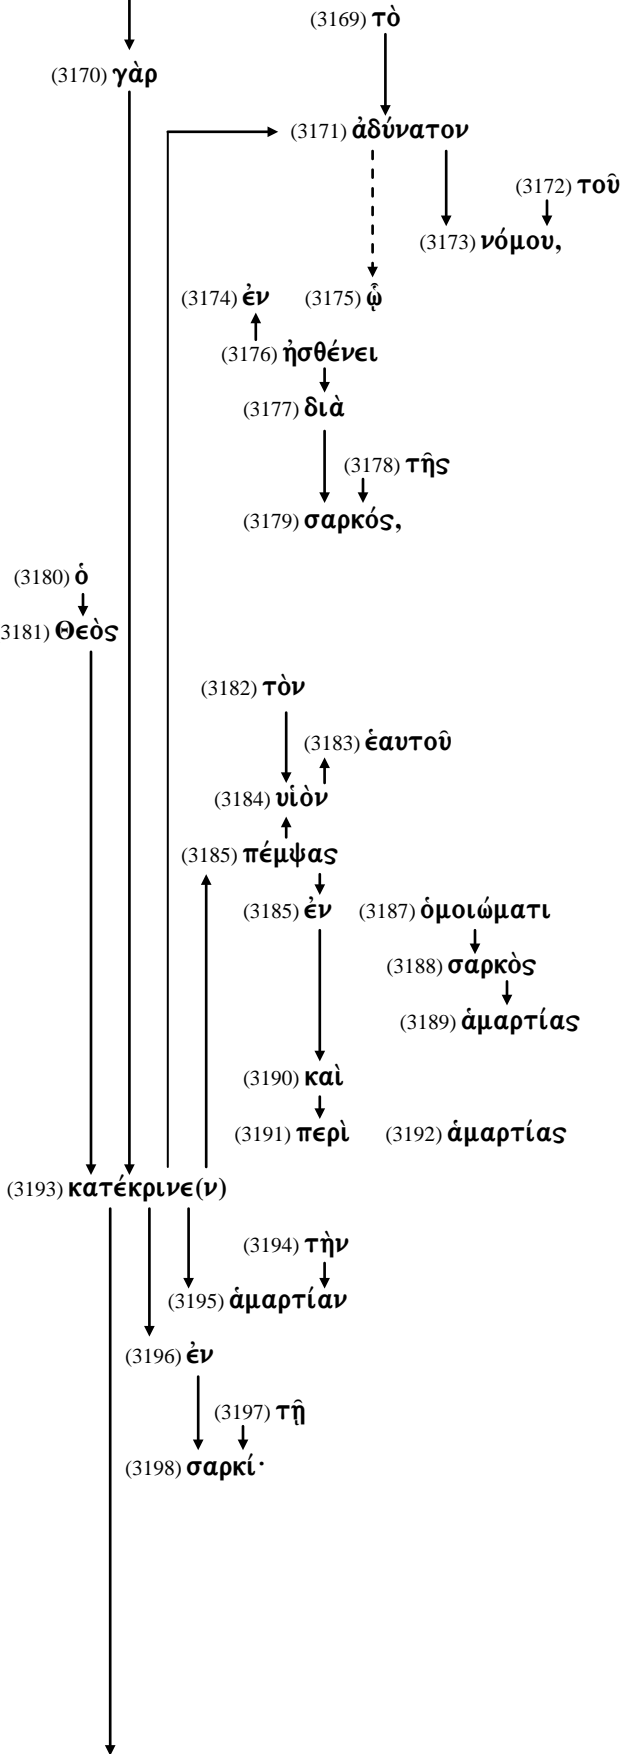 (3169) τὸ
(3170) γὰρ
(3171) ἀδύνατον
(3172) τοῦ
(3173) νόμου,
(3174) ἐν (3175) ᾧ
(3176) ἠσθένει
(3177) διὰ
(3178) τῆς
(3179) σαρκός,
(3180) ὁ
3181) Θεὸς
(3182) τὸν
(3183) ἑαυτοῦ
(3184) υἱὸν
(3185) πέμψας
(3185) ἐν (3187) ὁμοιώματι
(3188) σαρκὸς
(3189) ἁμαρτίας
(3190) καὶ
(3191) περὶ (3192) ἁμαρτίας
(3193) κατέκρινε(ν)
(3194) τὴν
(3195) ἁμαρτίαν
(3196) ἐν
(3197) τῇ
(3198) σαρκί·